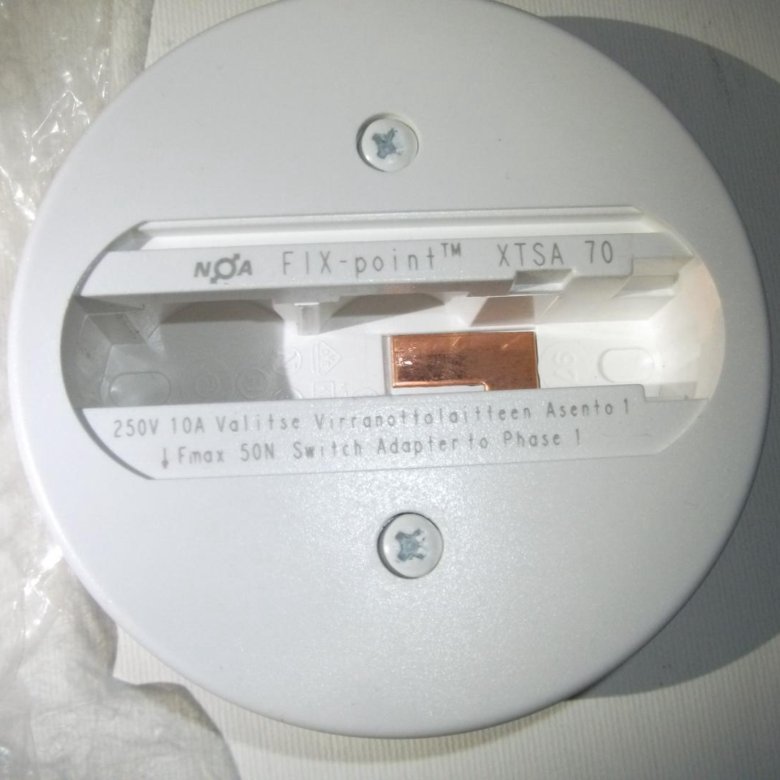 NOA FIX-point™ XTSA 70
250V 10A Valitse Virranottolaitteen Asento 1
↓ Fmax 50N Switch Adapter to Phase 1